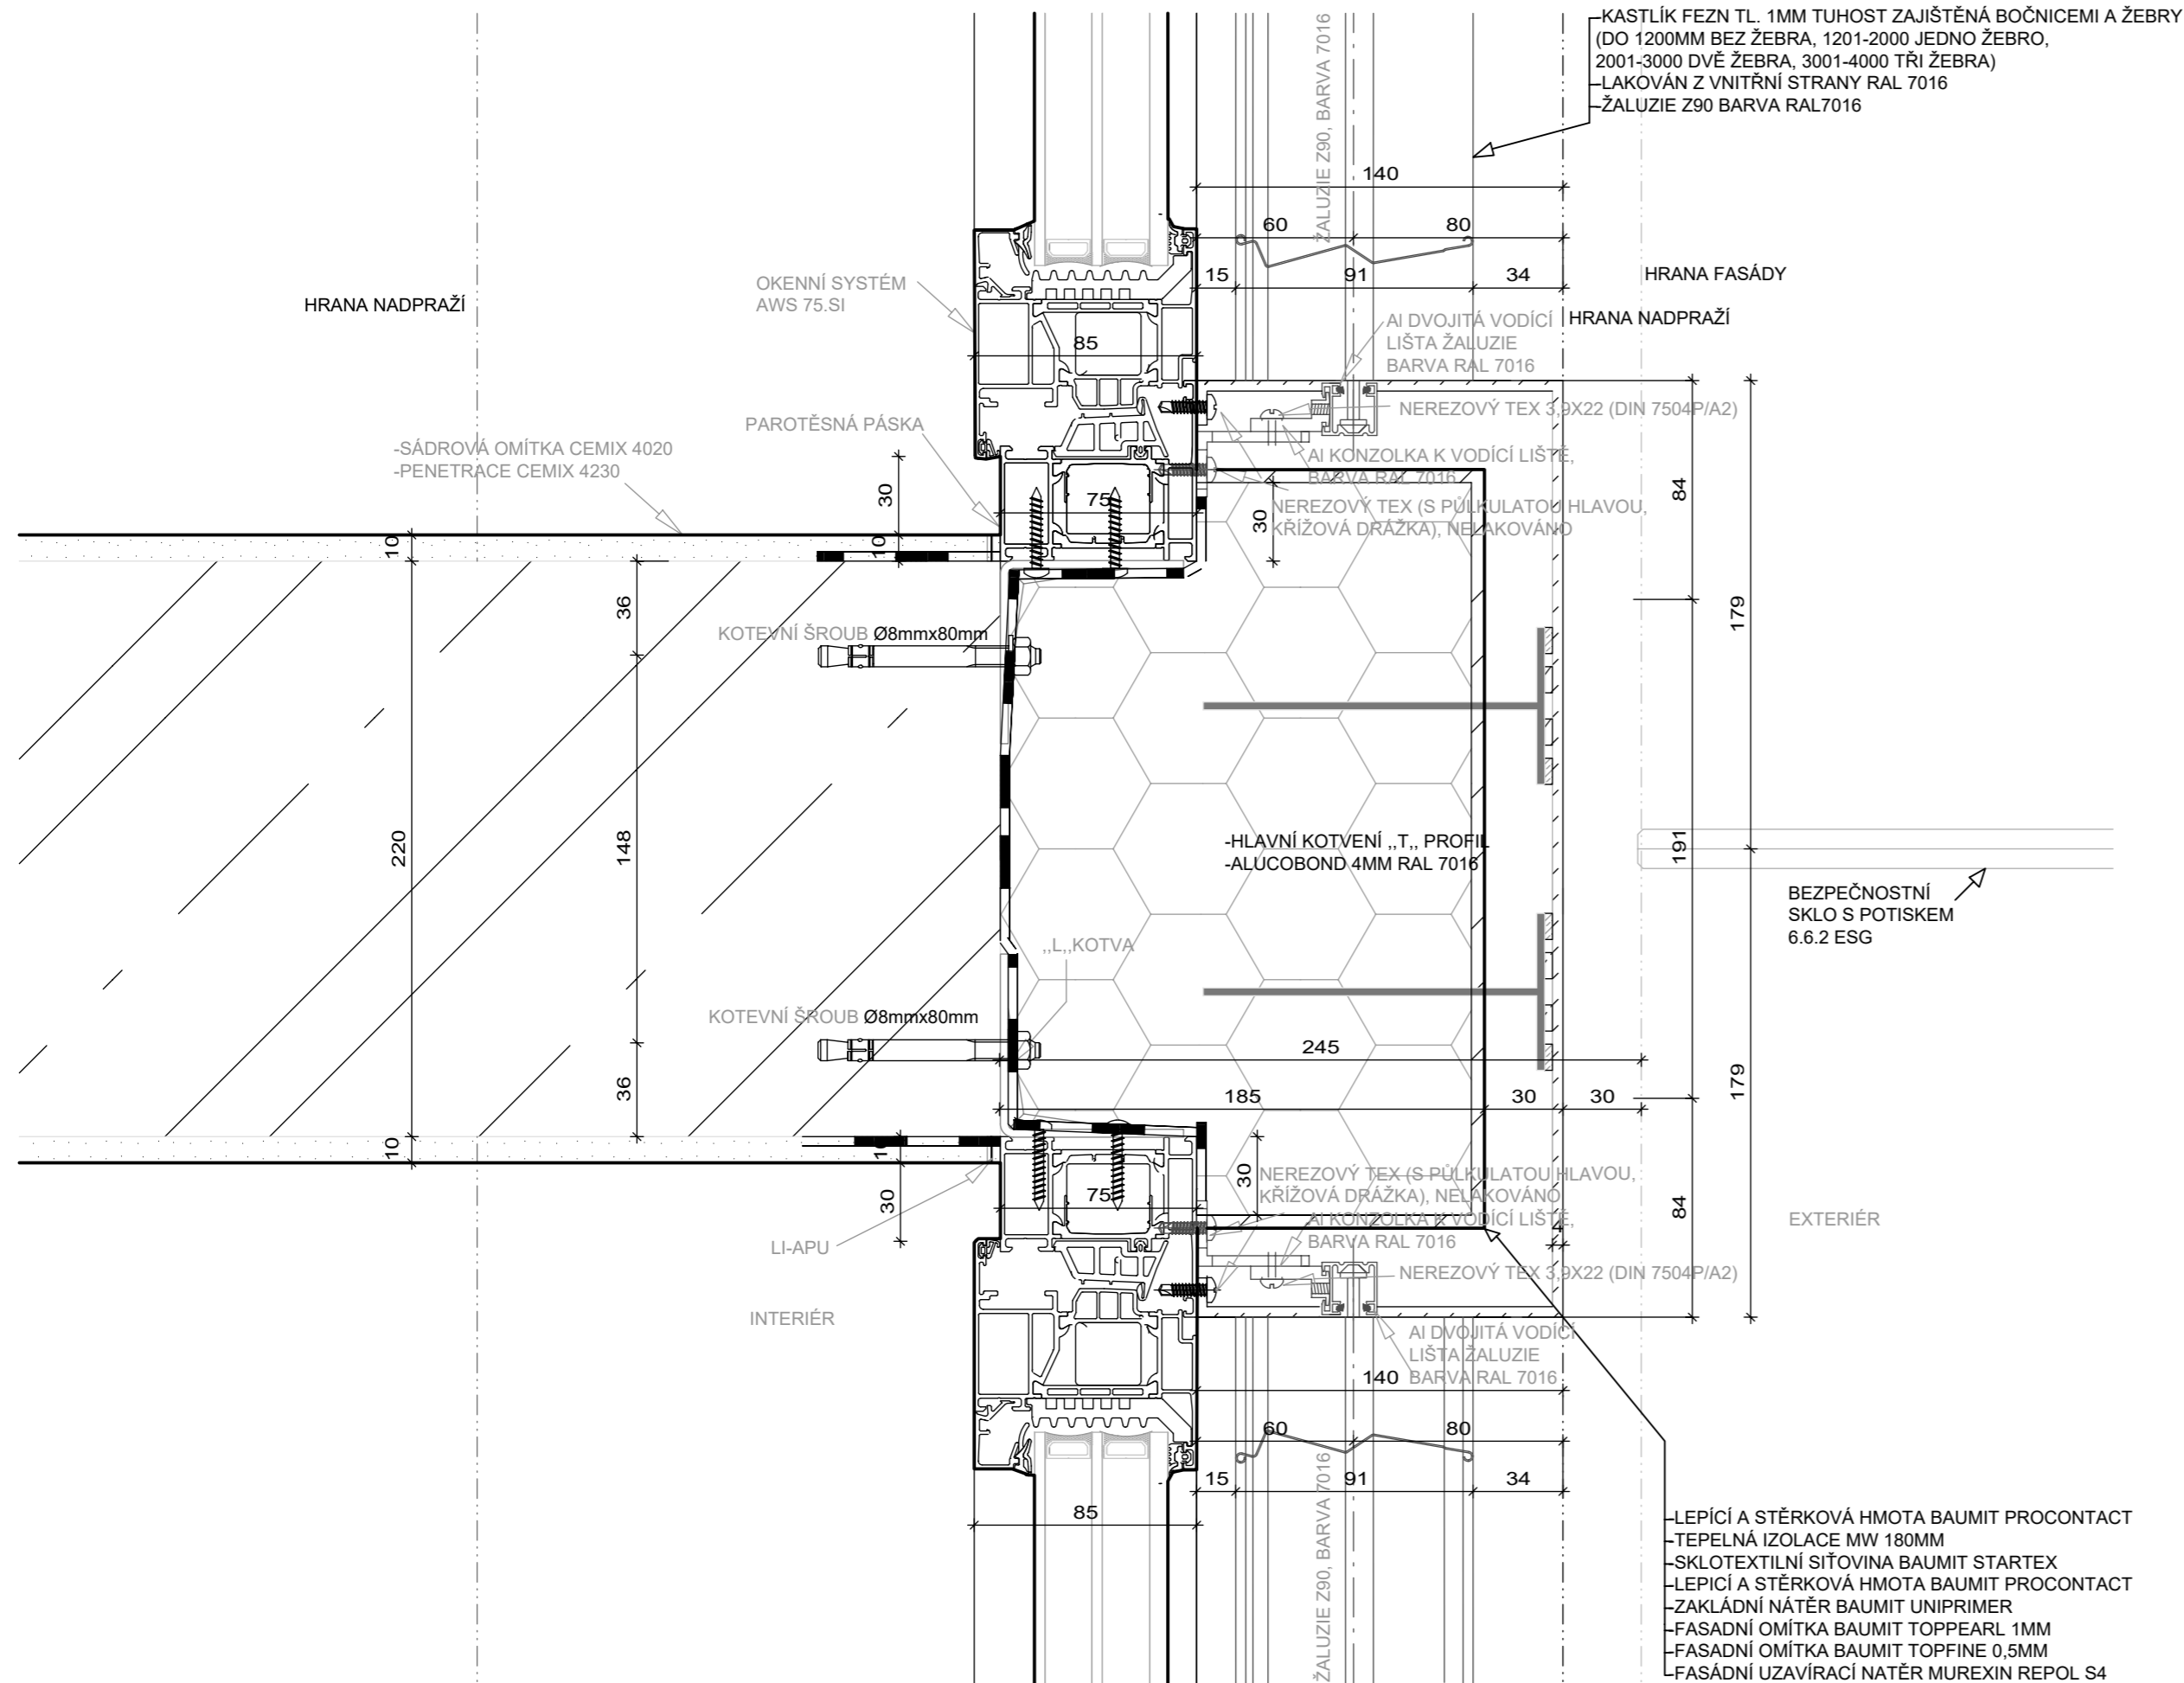 KASTLÍK FEZN TL. 1MM TUHOST ZAJIŠTĚNÁ BOČNICEMI A ŽEBRY
(DO 1200MM BEZ ŽEBRA, 1201-2000 JEDNO ŽEBRO,
2001-3000 DVĚ ŽEBRA, 3001-4000 TŘI ŽEBRA)
-LAKOVÁN Z VNITŘNÍ STRANY RAL 7016
-ŽALUZIE Z90 BARVA RAL7016
ŽALUZIE Z90, BARVA 7016
140
60
80
15
91
34
HRANA FASÁDY
HRANA NADPRAŽÍ
OKENNÍ SYSTÉM
AWS 75.SI
HRANA NADPRAŽÍ
85
Al DVOJITÁ VODÍCÍ
LIŠTA ŽALUZIE
BARVA RAL 7016
NEREZOVÝ TEX 3,9X22 (DIN 7504P/A2)
PAROTĚSNÁ PÁSKA
-SÁDROVÁ OMÍTKA CEMIX 4020
-PENETRACE CEMIX 4230
Al KONZOLKA K VODÍCÍ LIŠTĚ,
BARVA RAL 7016
NEREZOVÝ TEX (S PŮLKULATOU HLAVOU,
KŘÍŽOVÁ DRÁŽKA), NELAKOVÁNO
30
75
30
84
10
10
36
179
KOTEVNÍ ŠROUB Ø8mmx80mm
220
148
191
-HLAVNÍ KOTVENÍ ,,T,, PROFIL
-ALUCOBOND 4MM RAL 7016
BEZPEČNOSTNÍ
SKLO S POTISKEM
6.6.2 ESG
,,L,,KOTVA
KOTEVNÍ ŠROUB Ø8mmx80mm
245
36
185
30
30
179
10
10
30
75
30
84
NEREZOVÝ TEX (S PŮLKULATOU HLAVOU,
KŘÍŽOVÁ DRÁŽKA), NELAKOVÁNO
Al KONZOLKA K VODÍCÍ LIŠTĚ,
BARVA RAL 7016
4
EXTERIÉR
LI-APU
NEREZOVÝ TEX 3,9X22 (DIN 7504P/A2)
INTERIÉR
Al DVOJITÁ VODÍCÍ
LIŠTA ŽALUZIE
BARVA RAL 7016
140
60
80
15
91
34
85
ŽALUZIE Z90, BARVA 7016
-LEPÍCÍ A STĚRKOVÁ HMOTA BAUMIT PROCONTACT
-TEPELNÁ IZOLACE MW 180MM
-SKLOTEXTILNÍ SIŤOVINA BAUMIT STARTEX
-LEPICÍ A STĚRKOVÁ HMOTA BAUMIT PROCONTACT
-ZAKLÁDNÍ NÁTĚR BAUMIT UNIPRIMER
-FASADNÍ OMÍTKA BAUMIT TOPPEARL 1MM
-FASADNÍ OMÍTKA BAUMIT TOPFINE 0,5MM
-FASÁDNÍ UZAVÍRACÍ NATĚR MUREXIN REPOL S4